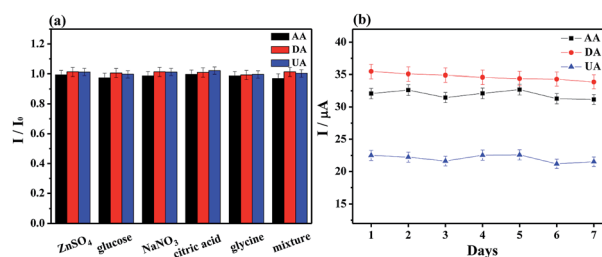 (a)
AA
DA
UA
1.2
1.0
0.8
0.6
0.4
0.2
0.0
I / I₀
ZnSO₄ glucose NaNO₃ citric acid glycine mixture
(b)
AA
DA
UA
40
35
30
25
20
15
I / μA
1 2 3 4 5 6 7
Days